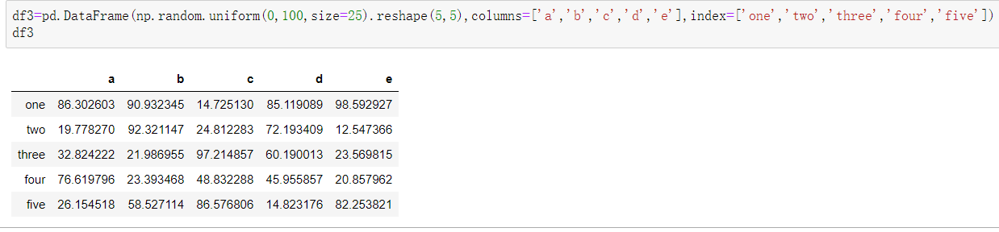 df3=pd.DataFrame(np.random.uniform(0,100,size=25).reshape(5,5),columns=['a','b','c','d','e'],index=['one','two','three','four','five'])
df3
a b c d e
one 86.302603 90.932345 14.725130 85.119089 98.592927
two 19.778270 92.321147 24.812283 72.193409 12.547366
three 32.824222 21.986955 97.214857 60.190013 23.569815
four 76.619796 23.393468 48.832288 45.955857 20.857962
five 26.154518 58.527114 86.576806 14.823176 82.253821